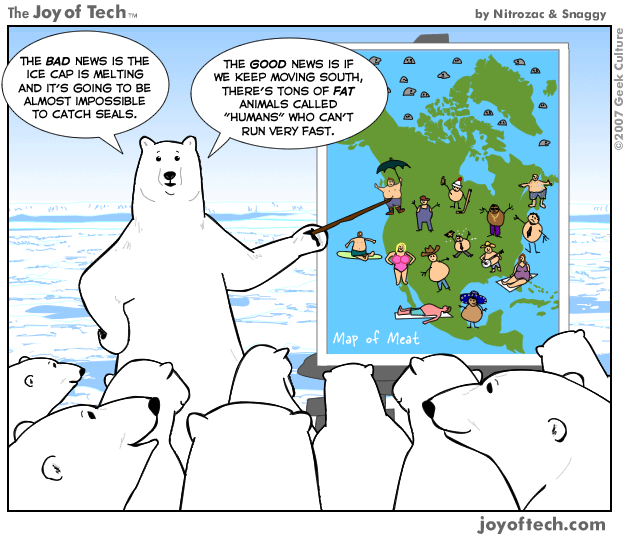 The Joy of Tech™
by Nitrozac & Snaggy
THE BAD NEWS IS THE
ICE CAP IS MELTING
AND IT'S GOING TO BE
ALMOST IMPOSSIBLE
TO CATCH SEALS.
THE GOOD NEWS IS IF
WE KEEP MOVING SOUTH,
THERE'S TONS OF FAT
ANIMALS CALLED
"HUMANS" WHO CAN'T
RUN VERY FAST.
Map of Meat
©2007 Geek Culture
joyoftech.com